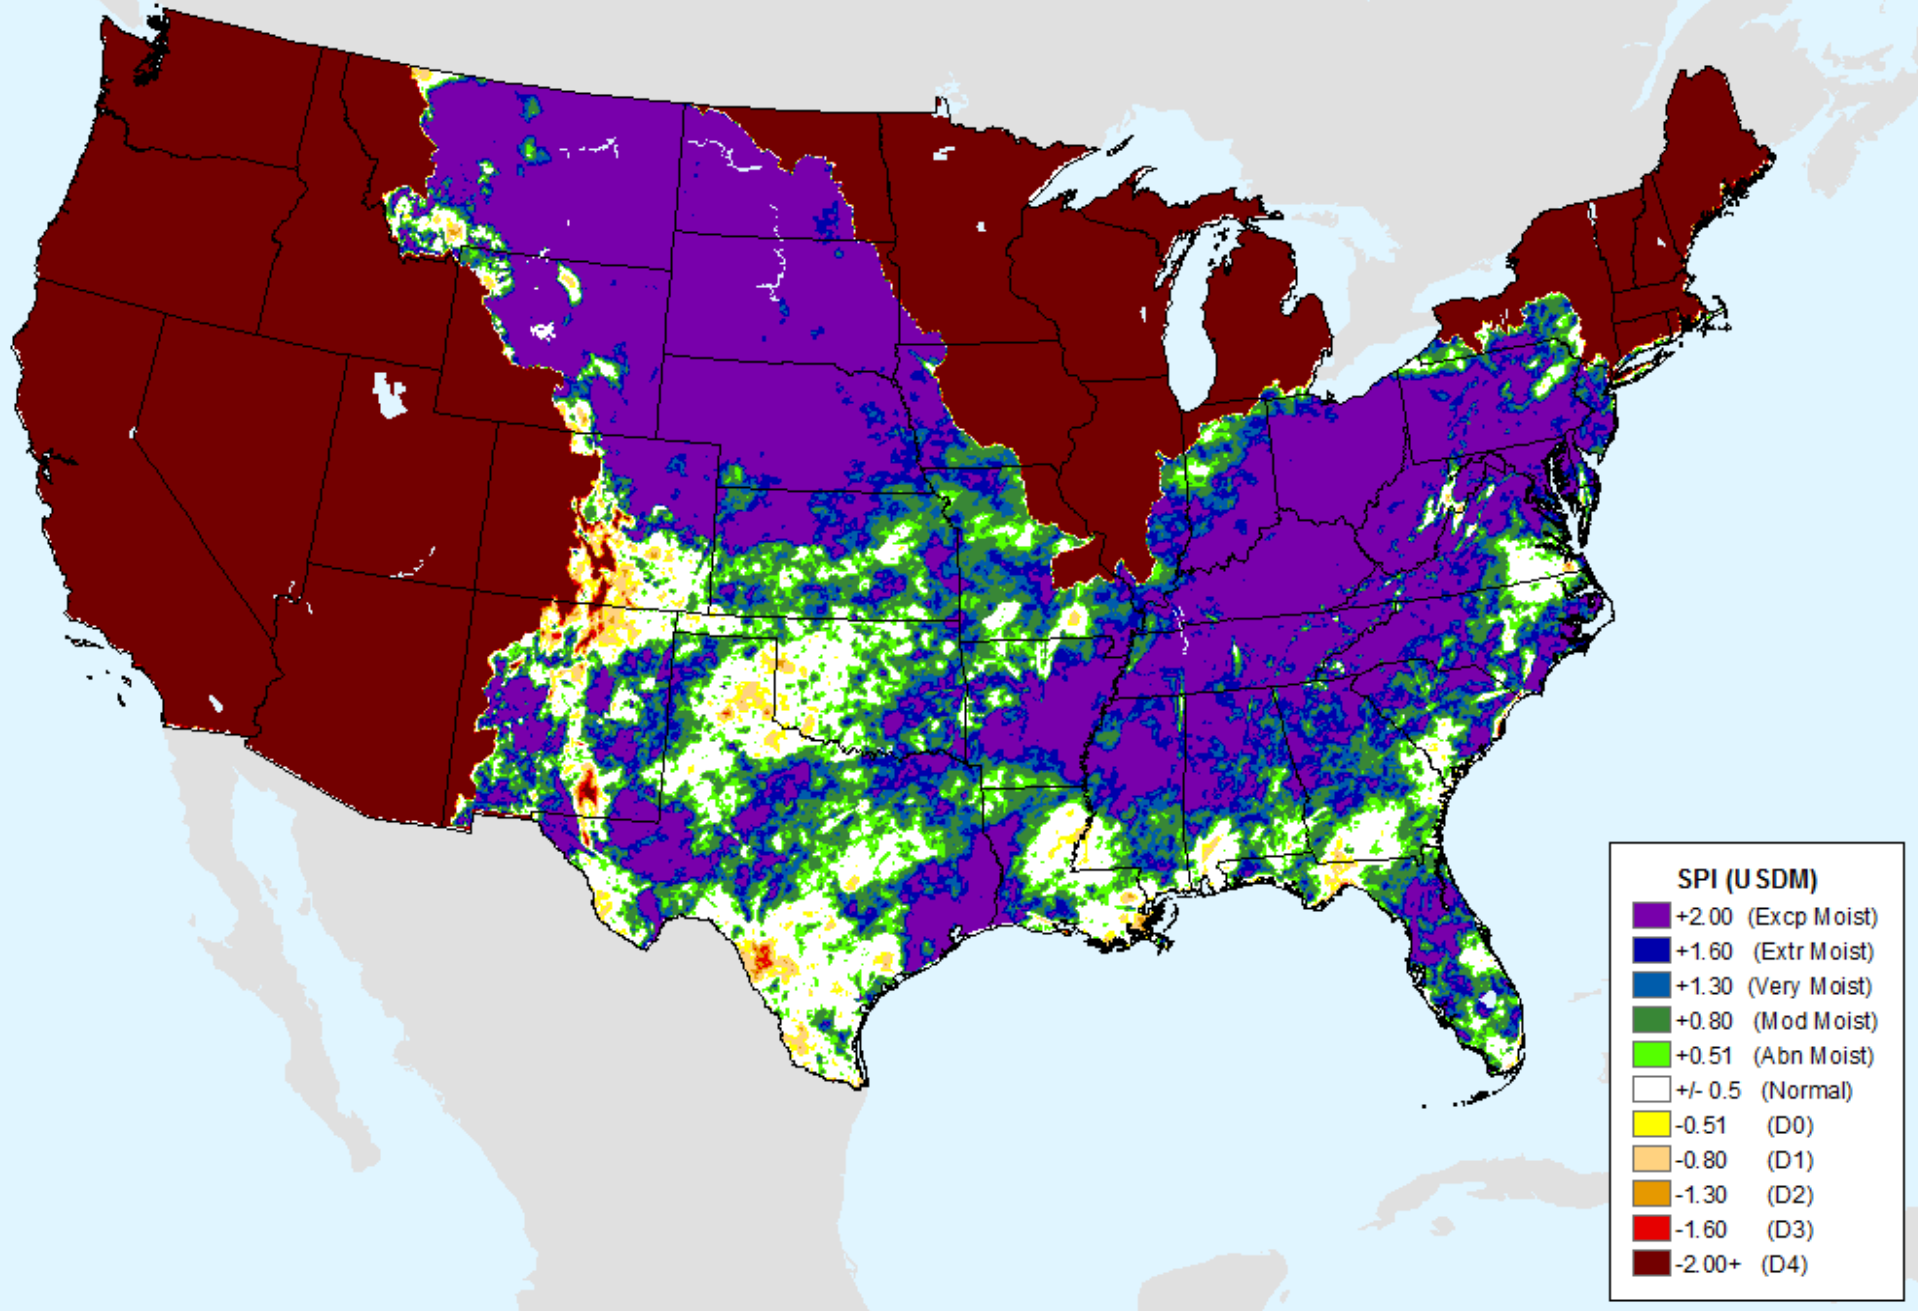 SPI (USDM)
+2.00 (Excp Moist)
+1.60 (Extr Moist)
+1.30 (Very Moist)
+0.80 (Mod Moist)
+0.51 (Abn Moist)
+/- 0.5 (Normal)
-0.51 (D0)
-0.80 (D1)
-1.30 (D2)
-1.60 (D3)
-2.00+ (D4)